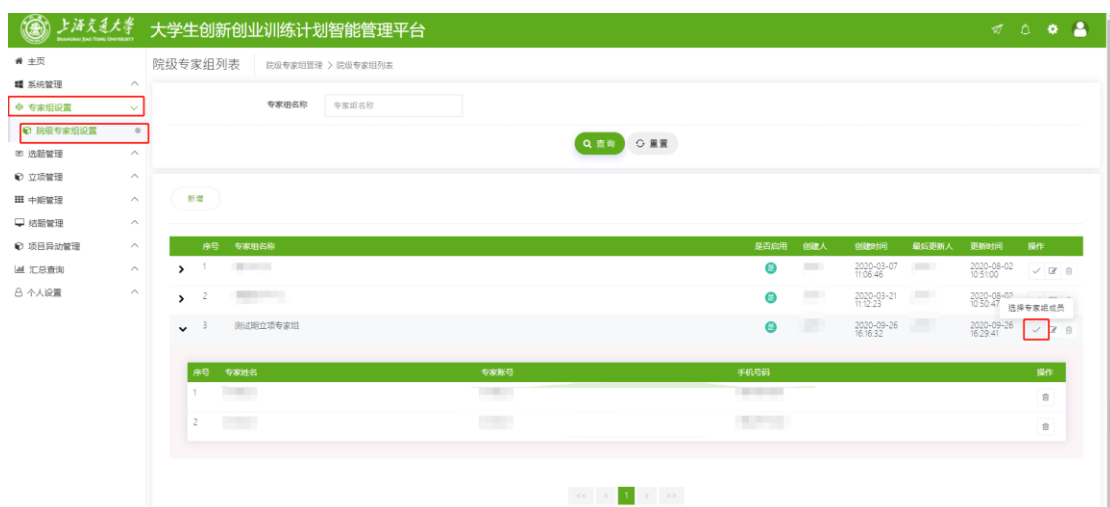 上海交通大学 大学生创新创业训练计划智能管理平台
SHANGHAI JIAO TONG UNIVERSITY
主页
系统管理
专家组设置
院级专家组设置
选题管理
立项管理
中期管理
结题管理
项目异动管理
汇总查询
个人设置
院级专家组列表 院级专家组管理 > 院级专家组列表
专家组名称 专家组名称
查询 重置
新增
序号 专家组名称 是否启用 创建人 创建时间 最后更新人 更新时间 操作
1 是 2020-03-07 11:06:46 2020-08-02 10:51:00
2 是 2020-03-21 11:12:23 2020-08-02 10:50:47
选择专家组成员
3 测试期立项专家组 是 2020-09-26 16:16:32 2020-09-26 16:29:41
序号 专家姓名 专家账号 手机号码 操作
1
2
<< < 1 > >>